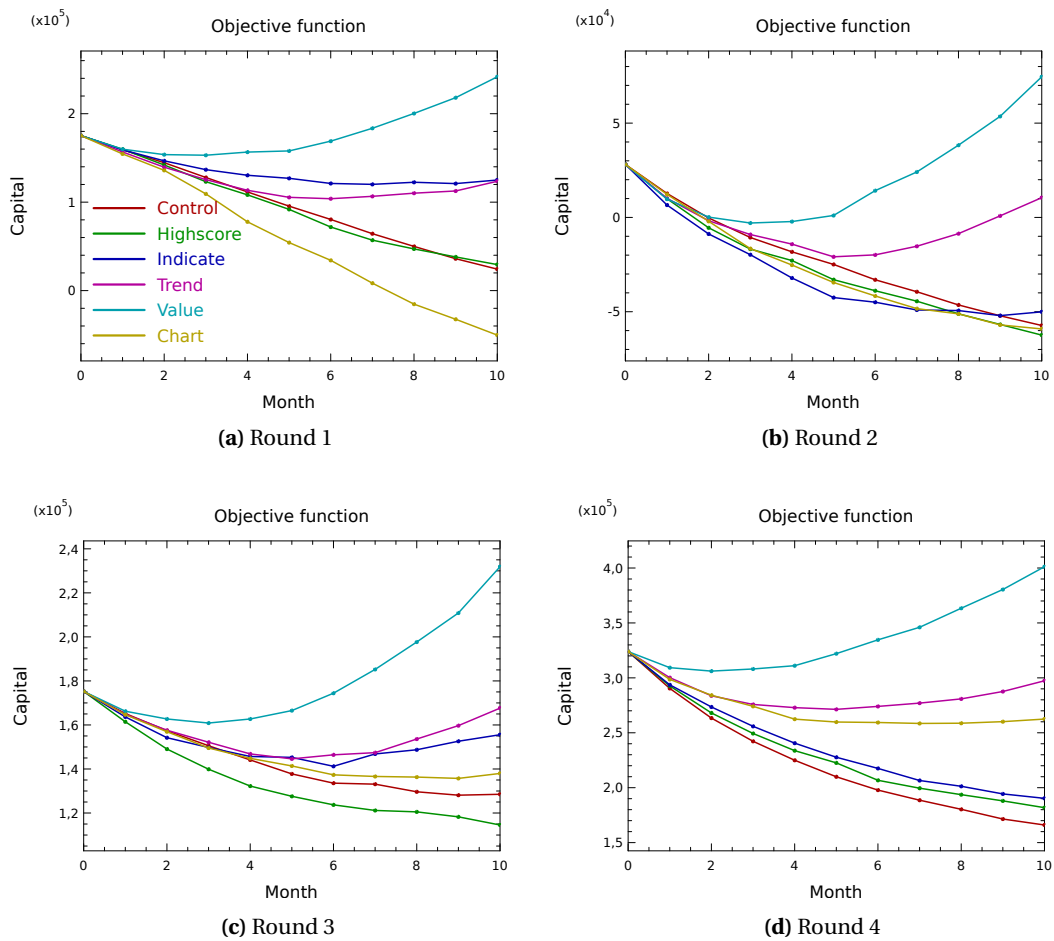 (x10⁵)
Objective function
Capital
2
1
0
Control
Highscore
Indicate
Trend
Value
Chart
0 2 4 6 8 10
Month
(a) Round 1
(x10⁴)
Objective function
Capital
5
0
-5
0 2 4 6 8 10
Month
(b) Round 2
(x10⁵)
Objective function
Capital
2,4
2,2
2,0
1,8
1,6
1,4
1,2
0 2 4 6 8 10
Month
(c) Round 3
(x10⁵)
Objective function
Capital
4,0
3,5
3,0
2,5
2,0
1,5
0 2 4 6 8 10
Month
(d) Round 4